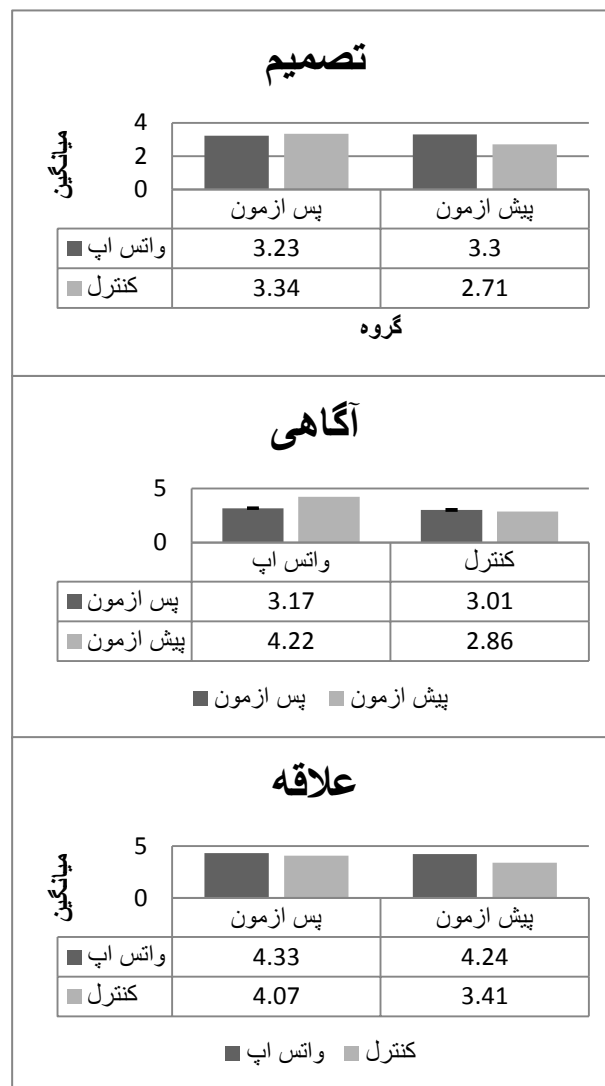 تصمیم
میانگین
4
2
0
پس ازمون پیش ازمون
واتس اپ 3.23 3.3
کنترل 3.34 2.71
گروه
آگاهی
5
0
واتس اپ کنترل
پس ازمون 3.17 3.01
پیش ازمون 4.22 2.86
پس ازمون پیش ازمون
علاقه
میانگین
5
0
پس ازمون پیش ازمون
واتس اپ 4.33 4.24
کنترل 4.07 3.41
واتس اپ کنترل